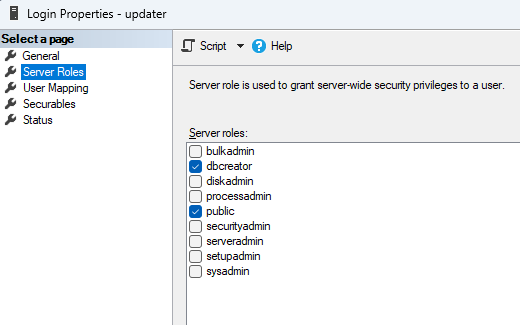 Login Properties - updater
Select a page
General
Server Roles
User Mapping
Securables
Status
Script
Help
Server role is used to grant server-wide security privileges to a user.
Server roles:
bulkadmin
dbcreator
diskadmin
processadmin
public
securityadmin
serveradmin
setupadmin
sysadmin